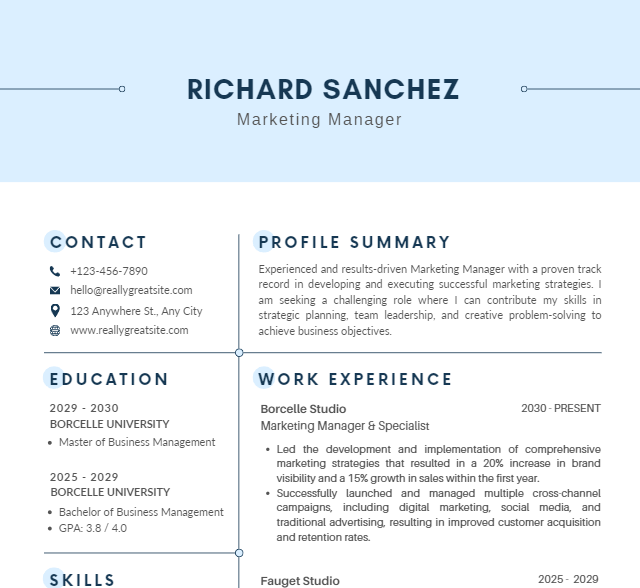 RICHARD SANCHEZ
Marketing Manager
CONTACT
+123-456-7890
hello@reallygreatsite.com
123 Anywhere St., Any City
www.reallygreatsite.com
PROFILE SUMMARY
Experienced and results-driven Marketing Manager with a proven track
record in developing and executing successful marketing strategies. I
am seeking a challenging role where I can contribute my skills in
strategic planning, team leadership, and creative problem-solving to
achieve business objectives.
EDUCATION
2029 - 2030
BORCELLE UNIVERSITY
• Master of Business Management
2025 - 2029
BORCELLE UNIVERSITY
• Bachelor of Business Management
• GPA: 3.8 / 4.0
SKILLS
WORK EXPERIENCE
Borcelle Studio 2030 - PRESENT
Marketing Manager & Specialist
• Led the development and implementation of comprehensive
marketing strategies that resulted in a 20% increase in brand
visibility and a 15% growth in sales within the first year.
• Successfully launched and managed multiple cross-channel
campaigns, including digital marketing, social media, and
traditional advertising, resulting in improved customer acquisition
and retention rates.
Fauget Studio 2025 - 2029